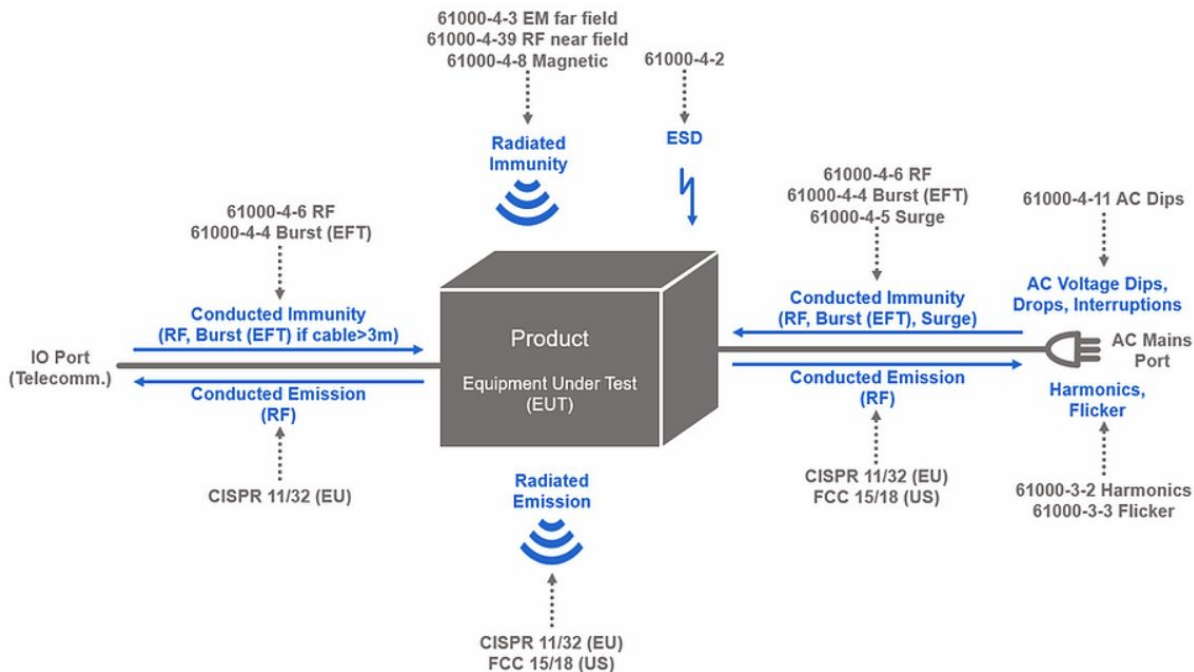 61000-4-3 EM far field
61000-4-39 RF near field
61000-4-8 Magnetic
61000-4-2
Radiated
Immunity
ESD
61000-4-6 RF
61000-4-4 Burst (EFT)
61000-4-6 RF
61000-4-4 Burst (EFT)
61000-4-5 Surge
61000-4-11 AC Dips
Conducted Immunity
(RF, Burst (EFT) if cable>3m)
IO Port
(Telecomm.)
Conducted Emission
(RF)
CISPR 11/32 (EU)
Product
Equipment Under Test
(EUT)
Conducted Immunity
(RF, Burst (EFT), Surge)
Conducted Emission
(RF)
CISPR 11/32 (EU)
FCC 15/18 (US)
AC Voltage Dips,
Drops, Interruptions
AC Mains
Port
Harmonics,
Flicker
61000-3-2 Harmonics
61000-3-3 Flicker
Radiated
Emission
CISPR 11/32 (EU)
FCC 15/18 (US)